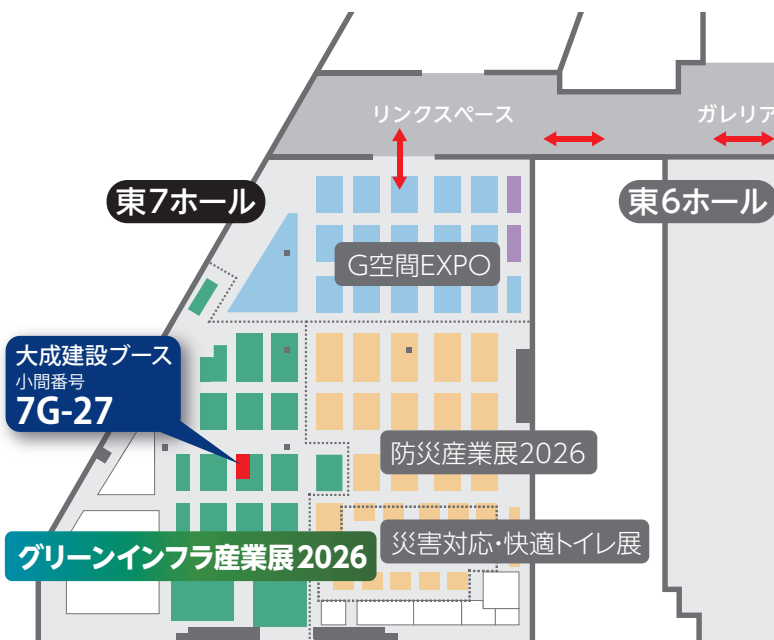 リンクスペース
ガレリア
東7ホール
東6ホール
G空間EXPO
大成建設ブース
小間番号
7G-27
防災産業展2026
災害対応・快適トイレ展
グリーンインフラ産業展2026